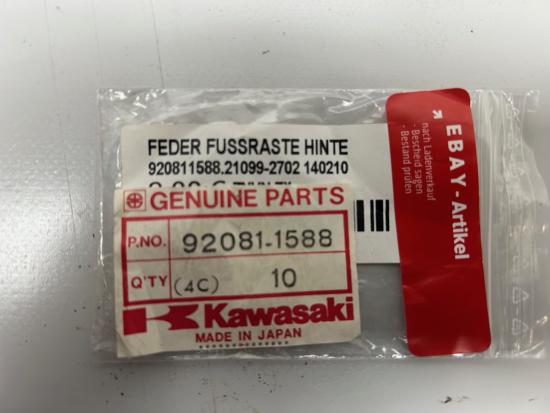 FEDER FUSSRASTE HINTE
920811588.21099-2702 140210
GENUINE PARTS
P.NO. 92081-1588
Q'TY (4C) 10
Kawasaki
MADE IN JAPAN
EBAY - Artikel
nach Ladenverkauf
- Bescheid sagen
- Bestand prüfen